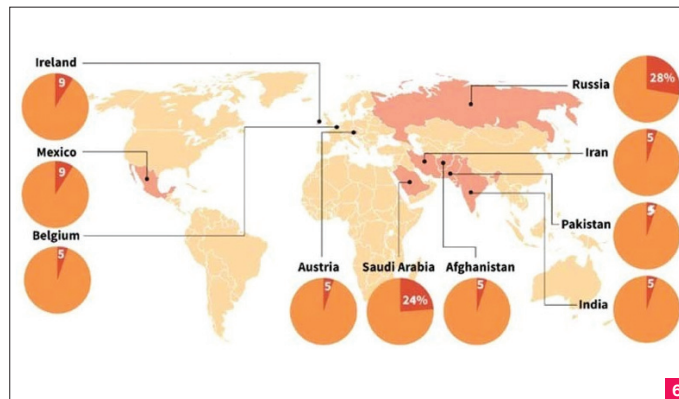 Ireland
9
Mexico
9
Belgium
5
Austria
5
Saudi Arabia
24%
Afghanistan
5
Russia
28%
Iran
5
Pakistan
5
India
5
6